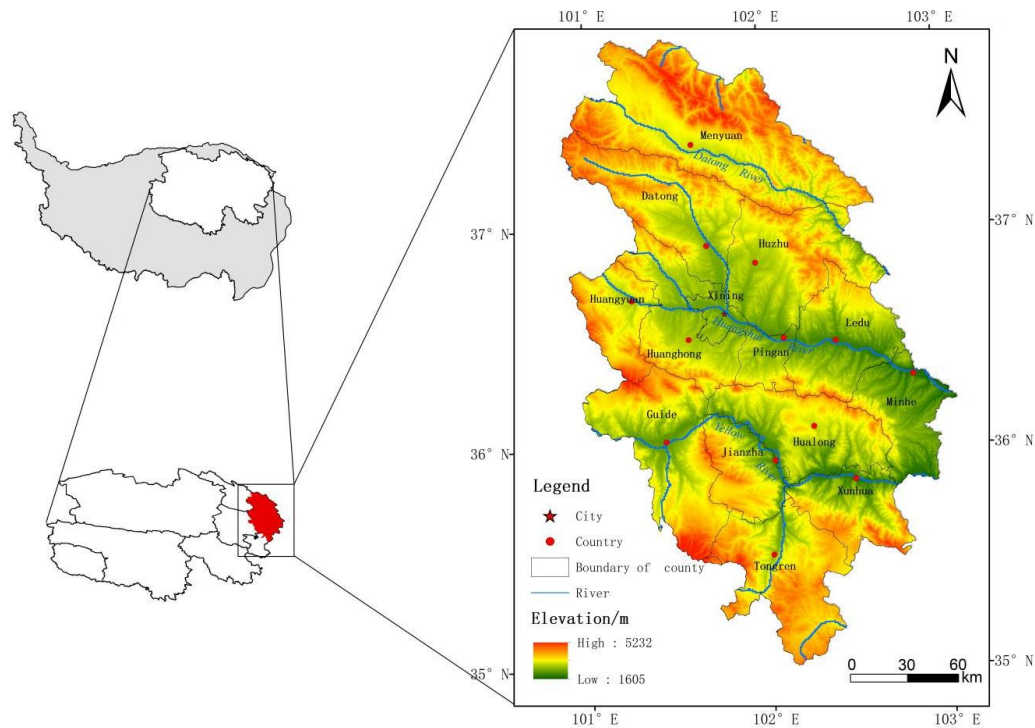 101° E 102° E 103° E
N
Menyuan
Datong River
Datong
37° N 37° N
Huzhu
Xining
Huangyuan
Huangshui River
Ledu
Huanghong
Pingan
Minhe
Guide
Yellow River
Hualong
36° N 36° N
Jianzha
Xunhua
Legend
City
Country
Boundary of county
Tongren
River
Elevation/m
High : 5232
Low : 1605
0 30 60
km
35° N 35° N
101° E 102° E 103° E